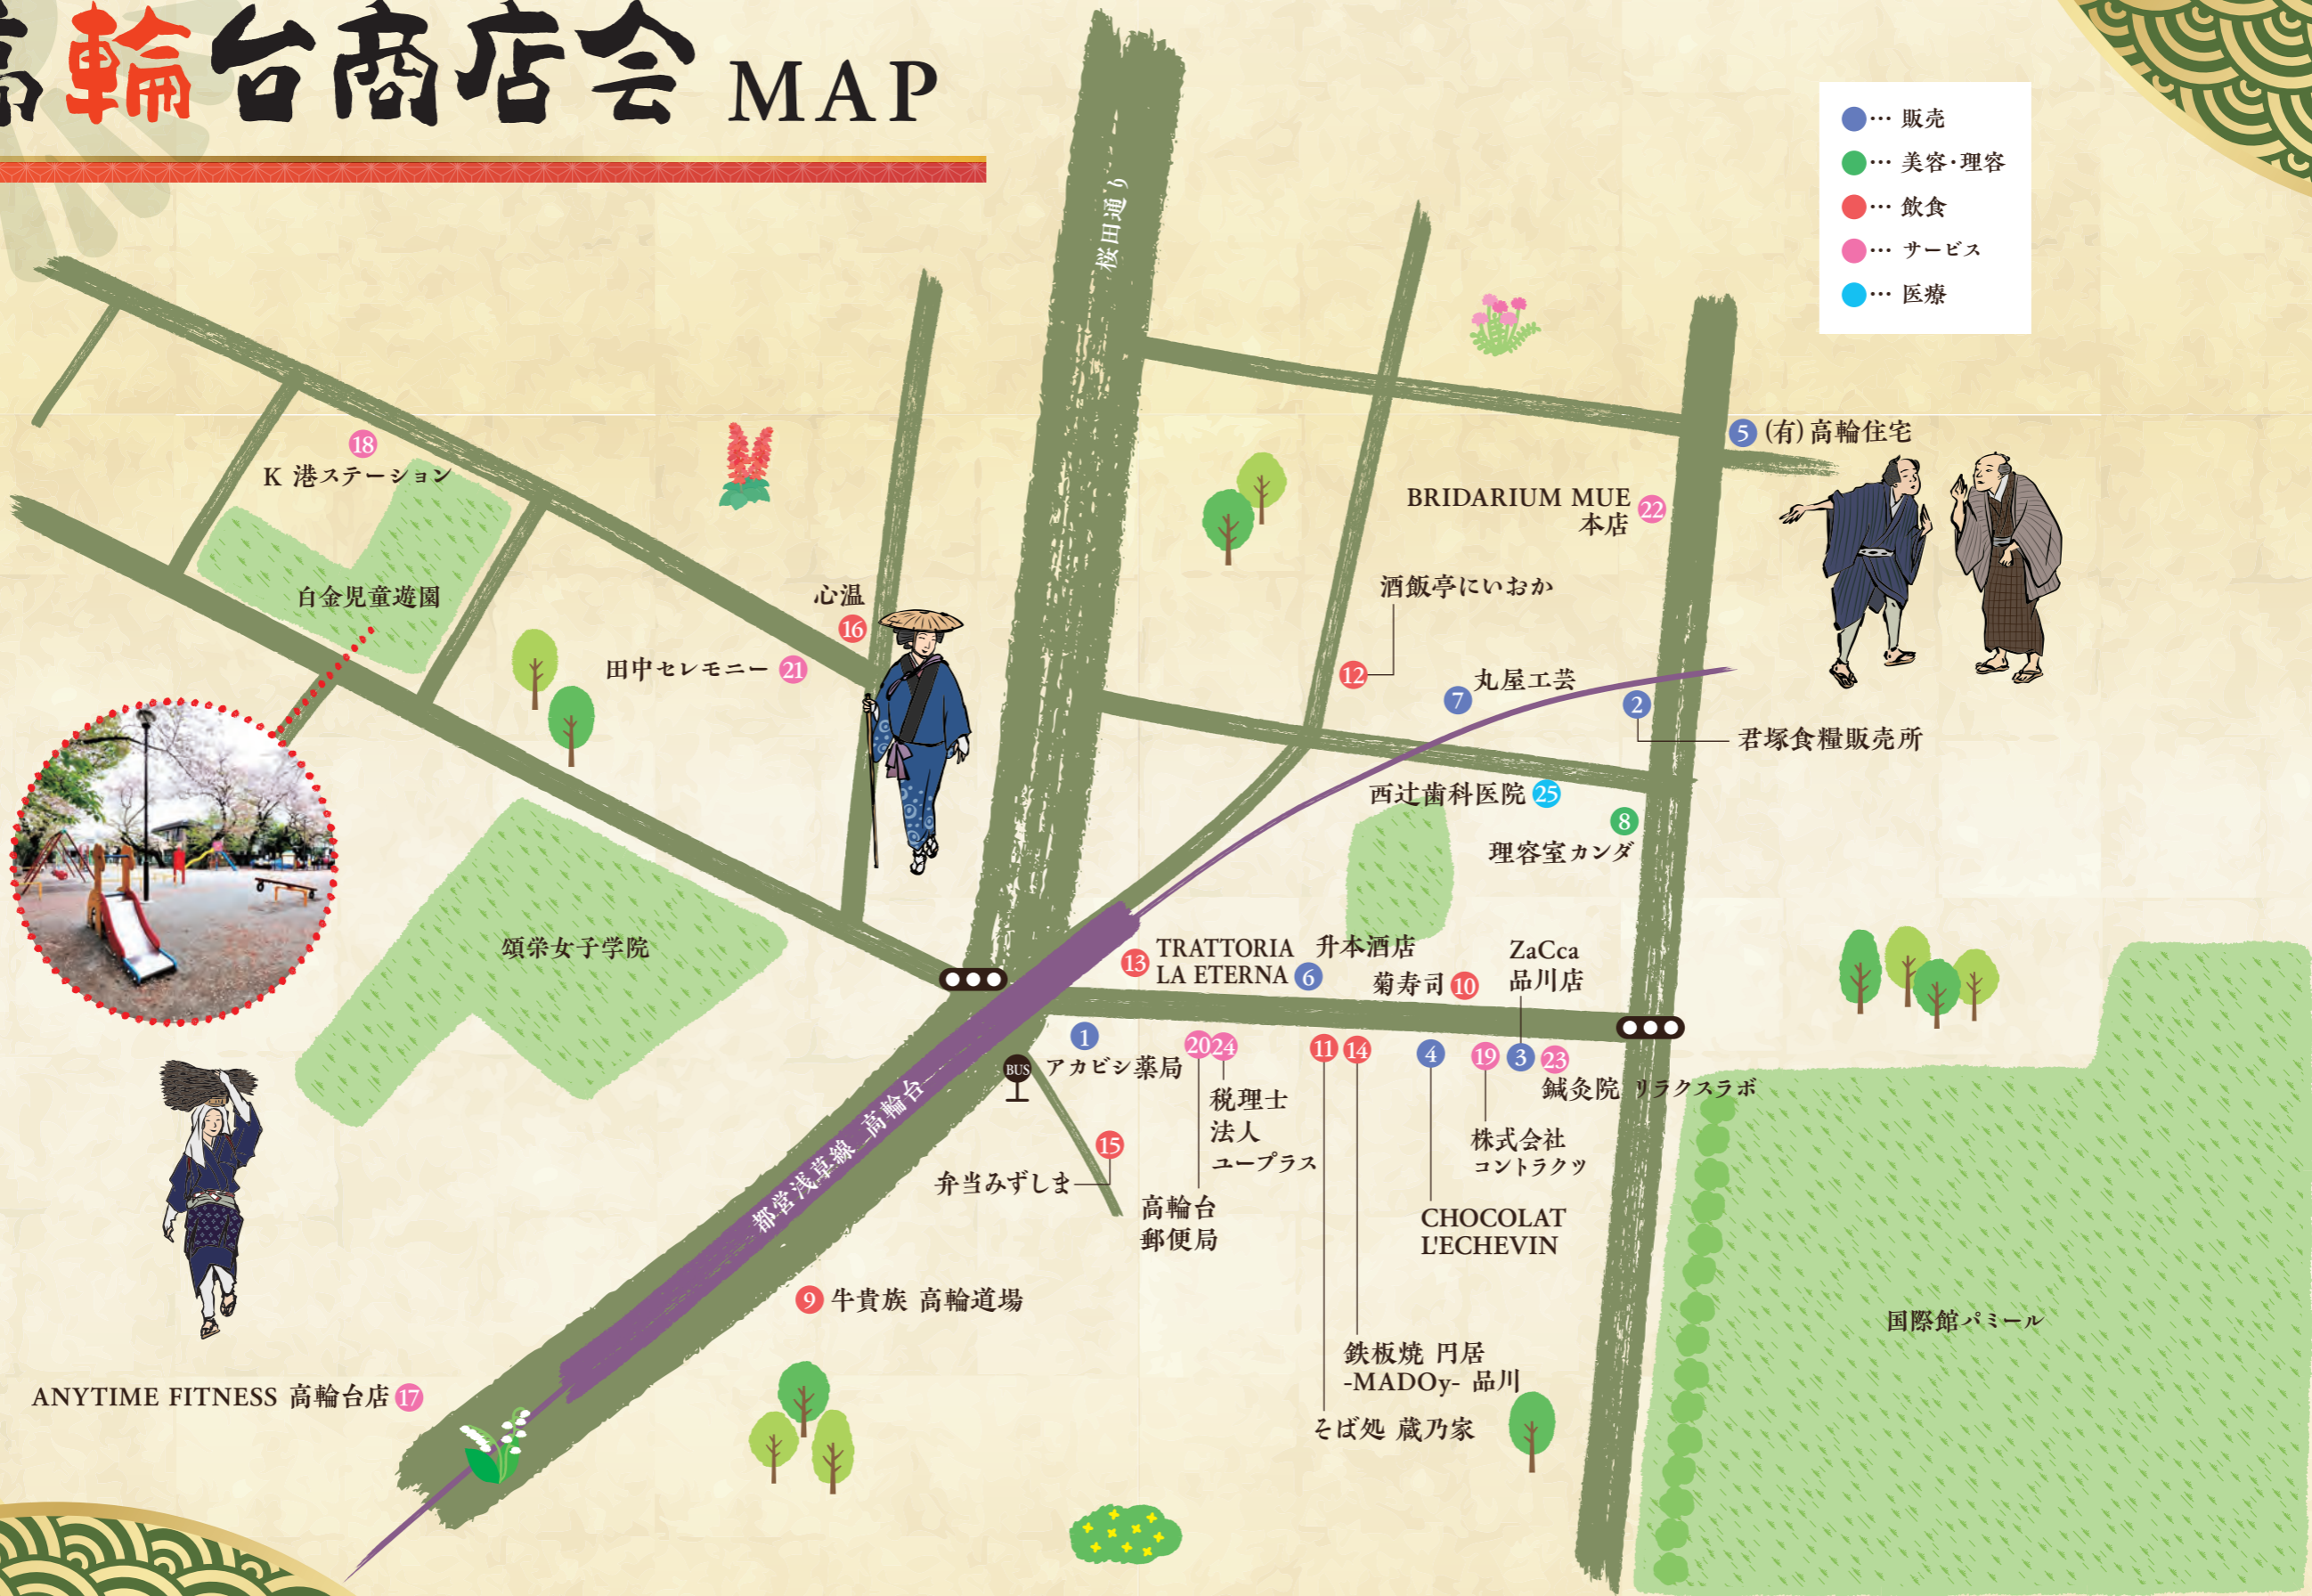 高輪台商店会 MAP
… 販売
… 美容・理容
… 飲食
… サービス
… 医療
桜田通り
5 (有)高輪住宅
18
K 港ステーション
BRIDARIUM MUE 22
本店
白金児童遊園
心温
16
酒飯亭にいおか
12
田中セレモニー 21
丸屋工芸
7
2
君塚食糧販売所
西辻歯科医院 25
8
理容室カンダ
頌栄女子学院
13 TRATTORIA
LA ETERNA
升本酒店
6
菊寿司 10
ZaCca
品川店
1
アカビシ薬局
BUS
20
24
11
14
4
19
3
23
鍼灸院 リラクスラボ
税理士
法人
ユープラス
株式会社
コントラクツ
15
弁当みずしま
高輪台
郵便局
CHOCOLAT
L'ECHEVIN
都営浅草線 高輪台
9 牛貴族 高輪道場
国際館パミール
鉄板焼 円居
-MADOy- 品川
そば処 蔵乃家
ANYTIME FITNESS 高輪台店 17